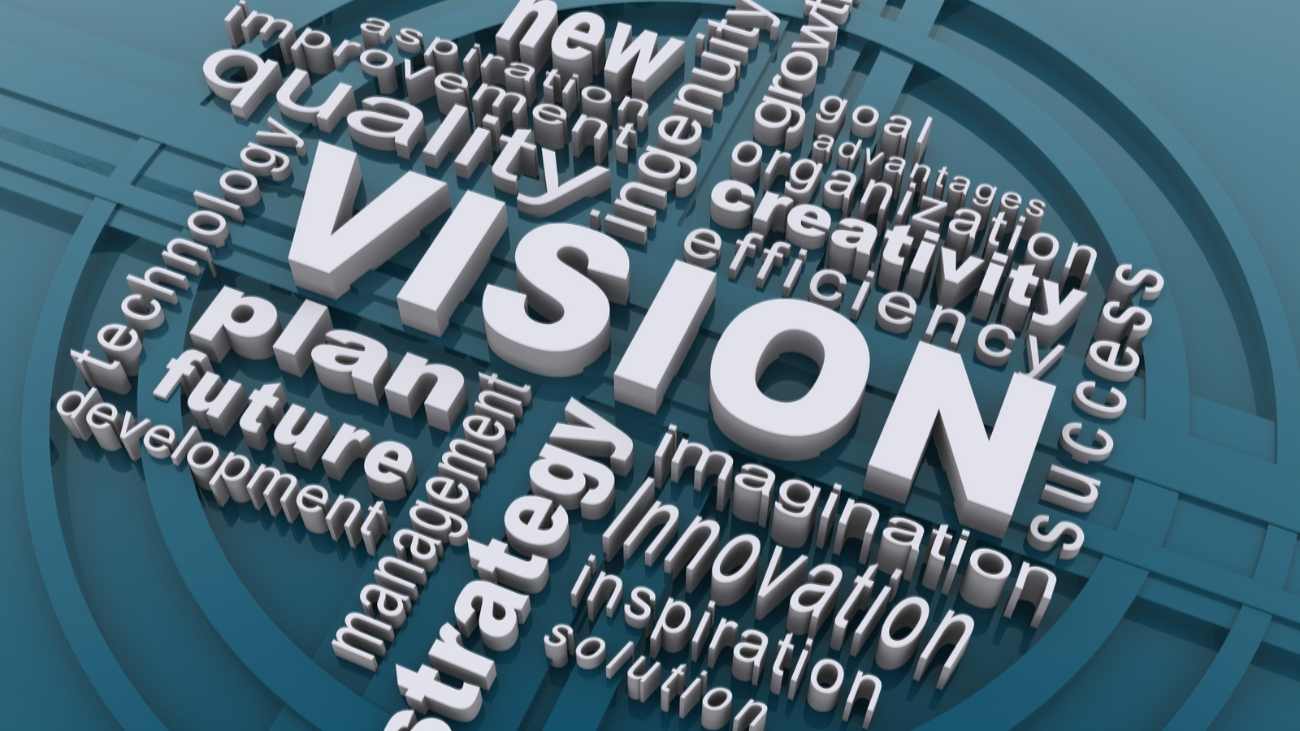 new
aspiration
improvement
quality
ingenuity
growth
goal
advantages
organization
creativity
efficiency
technology
VISION
success
plan
future
development
management
strategy
imagination
Innovation
inspiration
solution